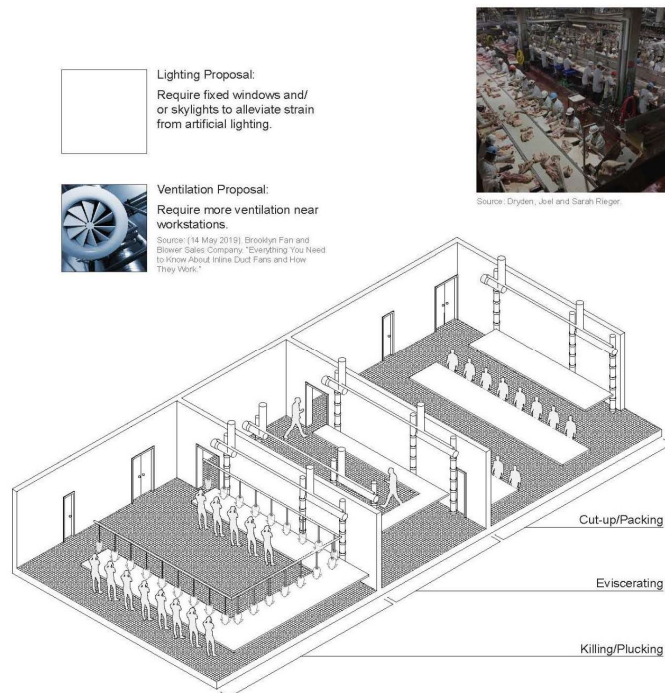 Lighting Proposal:
Require fixed windows and/
or skylights to alleviate strain
from artificial lighting.
Ventilation Proposal:
Require more ventilation near
workstations.
Source: (14 May 2019). Brooklyn Fan and
Blower Sales Company. "Everything You Need
to Know About Inline Duct Fans and How
They Work."
Source: Dryden, Joel and Sarah Rieger.
Cut-up/Packing
Eviscerating
Killing/Plucking